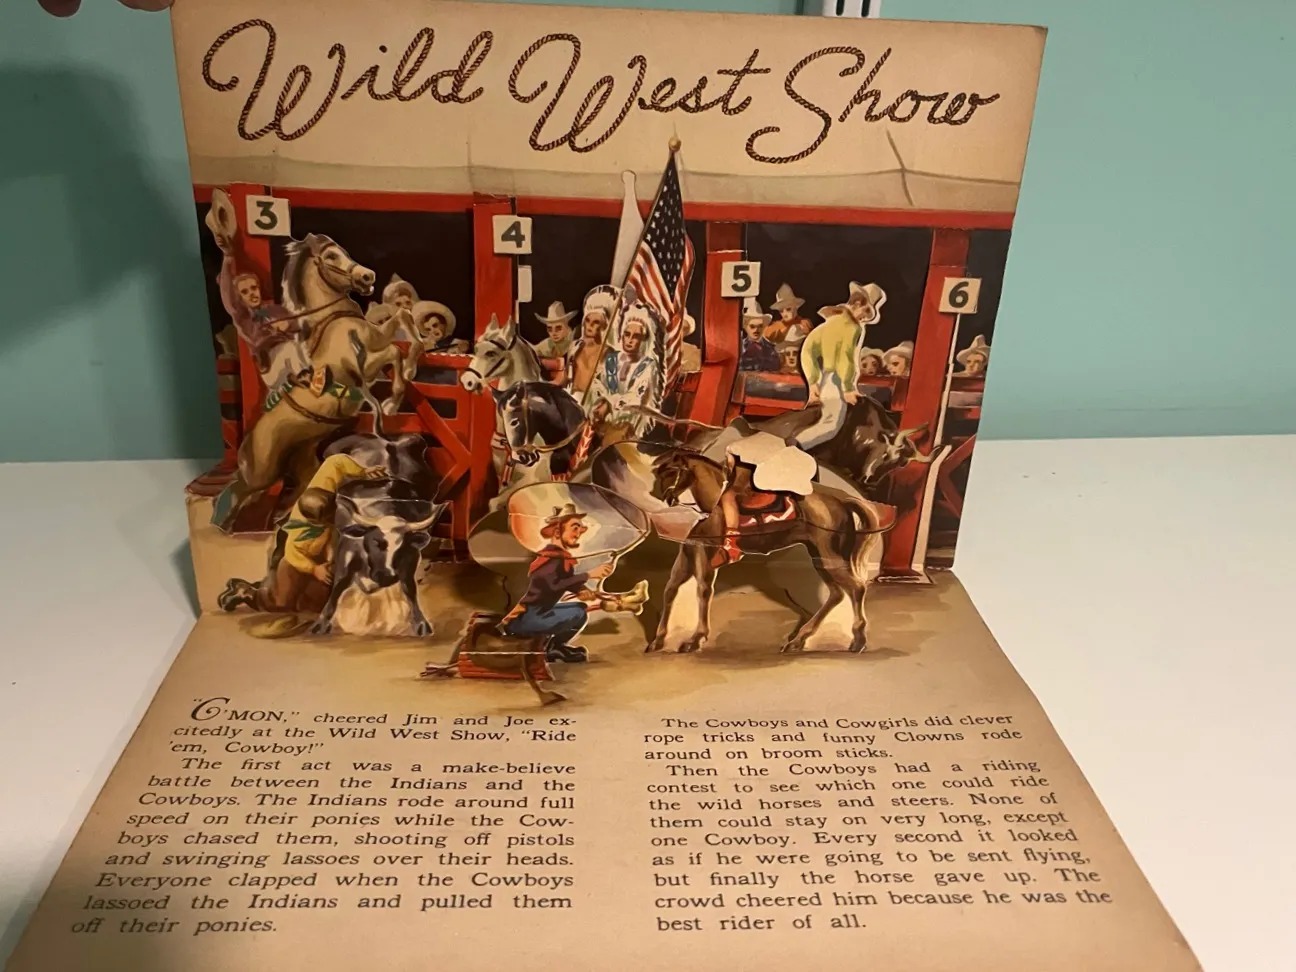 Wild West Show
3
4
5
6
"C'MON," cheered Jim and Joe ex-
citedly at the Wild West Show, "Ride
'em, Cowboy!"
The first act was a make-believe
battle between the Indians and the
Cowboys. The Indians rode around full
speed on their ponies while the Cow-
boys chased them, shooting off pistols
and swinging lassoes over their heads.
Everyone clapped when the Cowboys
lassoed the Indians and pulled them
off their ponies.
The Cowboys and Cowgirls did clever
rope tricks and funny Clowns rode
around on broom sticks.
Then the Cowboys had a riding
contest to see which one could ride
the wild horses and steers. None of
them could stay on very long, except
one Cowboy. Every second it looked
as if he were going to be sent flying,
but finally the horse gave up. The
crowd cheered him because he was the
best rider of all.